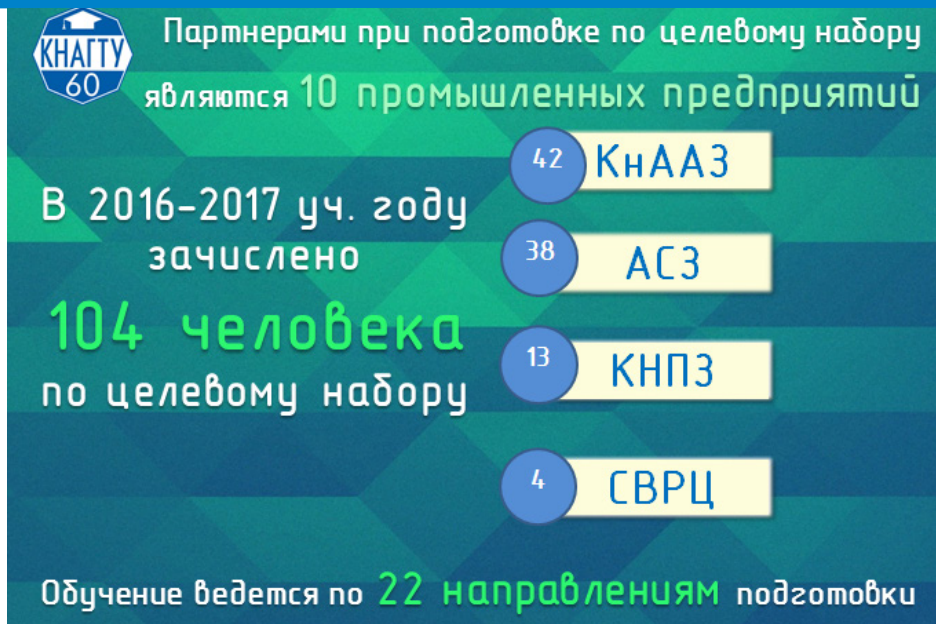 КНАГТУ
60
Партнерами при подготовке по целевому набору
являются 10 промышленных предприятий
42 КнААЗ
В 2016-2017 уч. году
зачислено
38 АСЗ
104 человека
по целевому набору
13 КНПЗ
4 СВРЦ
Обучение ведется по 22 направлениям подготовки